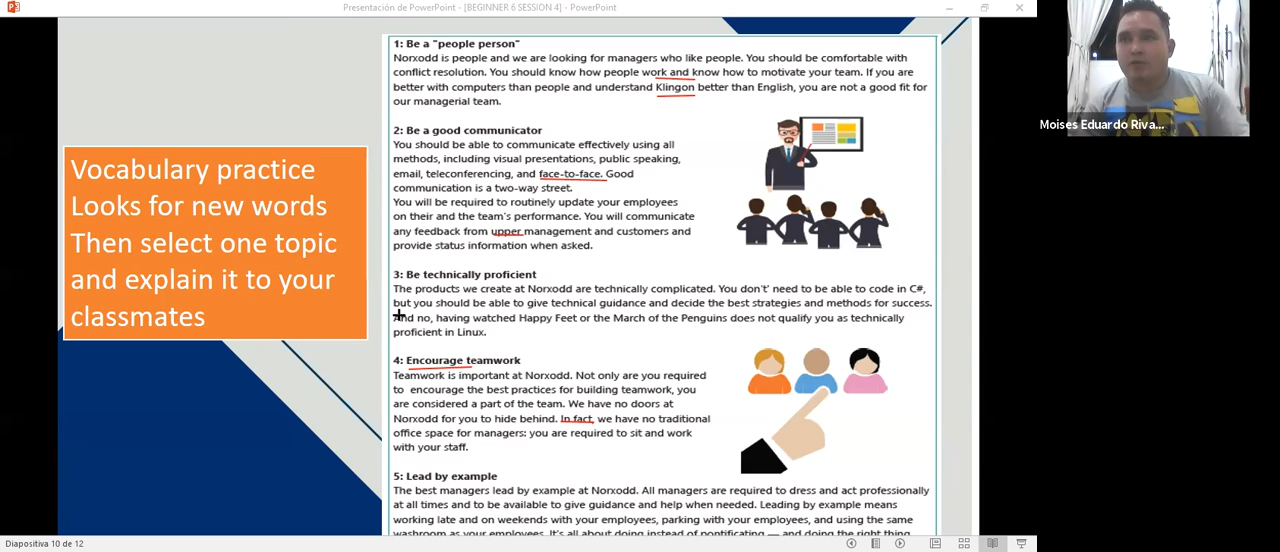 Presentación de PowerPoint - [BEGINNER 6 SESSION 4] - PowerPoint
Moises Eduardo Riva...
Vocabulary practice
Looks for new words
Then select one topic
and explain it to your
classmates
1: Be a "people person"
Norxodd is people and we are looking for managers who like people. You should be comfortable with
conflict resolution. You should know how people work and know how to motivate your team. If you are
better with computers than people and understand Klingon better than English, you are not a good fit for
our managerial team.
2: Be a good communicator
You should be able to communicate effectively using all
methods, including visual presentations, public speaking,
email, teleconferencing, and face-to-face. Good
communication is a two-way street.
You will be required to routinely update your employees
on their and the team's performance. You will communicate
any feedback from upper management and customers and
provide status information when asked.
3: Be technically proficient
The products we create at Norxodd are technically complicated. You don't' need to be able to code in C#,
but you should be able to give technical guidance and decide the best strategies and methods for success.
And no, having watched Happy Feet or the March of the Penguins does not qualify you as technically
proficient in Linux.
4: Encourage teamwork
Teamwork is important at Norxodd. Not only are you required
to encourage the best practices for building teamwork, you
are considered a part of the team. We have no doors at
Norxodd for you to hide behind. In fact, we have no traditional
office space for managers: you are required to sit and work
with your staff.
5: Lead by example
The best managers lead by example at Norxodd. All managers are required to dress and act professionally
at all times and to be available to give guidance and help when needed. Leading by example means
working late and on weekends with your employees, parking with your employees, and using the same
washroom as your employees. It's all about doing instead of pontificating — and doing the right thing
Diapositiva 10 de 12